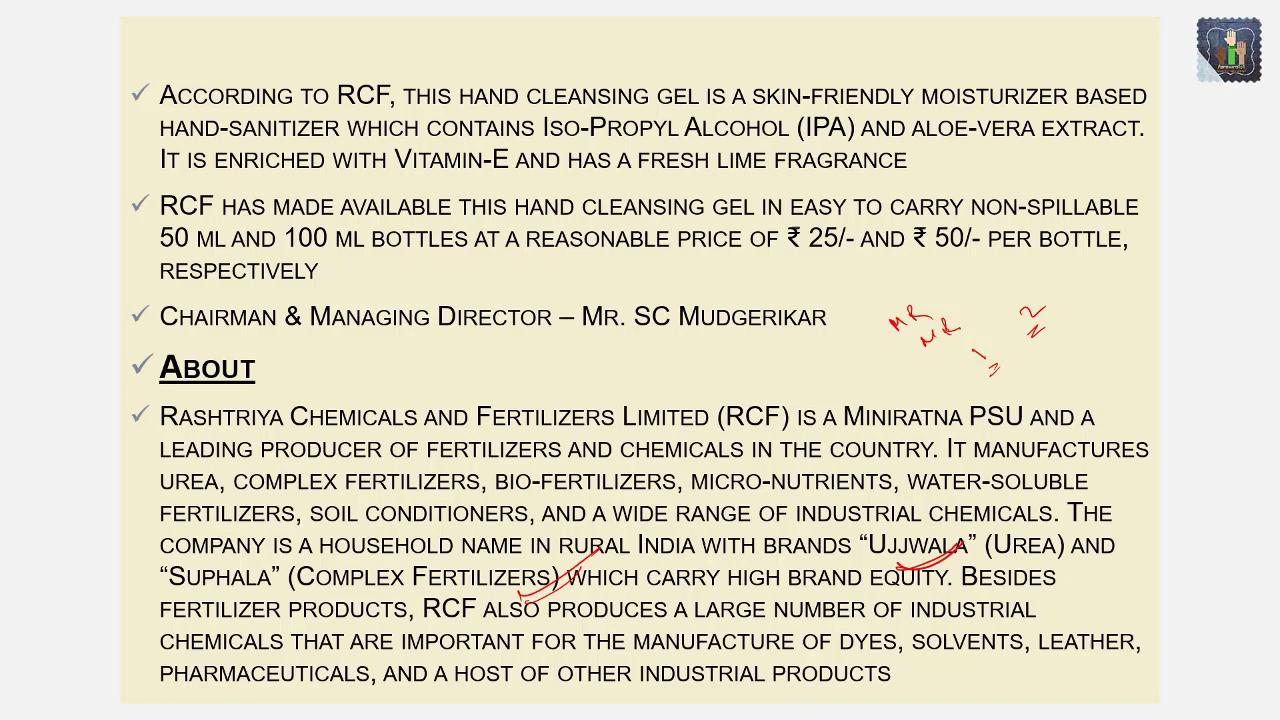 ✓ According to RCF, this hand cleansing gel is a skin-friendly moisturizer based
hand-sanitizer which contains Iso-Propyl Alcohol (IPA) and aloe-vera extract.
It is enriched with Vitamin-E and has a fresh lime fragrance
✓ RCF has made available this hand cleansing gel in easy to carry non-spillable
50 ml and 100 ml bottles at a reasonable price of ₹ 25/- and ₹ 50/- per bottle,
respectively
✓ Chairman & Managing Director – Mr. SC Mudgerikar
MR
NR
1
2
✓ About
✓ Rashtriya Chemicals and Fertilizers Limited (RCF) is a Miniratna PSU and a
leading producer of fertilizers and chemicals in the country. It manufactures
urea, complex fertilizers, bio-fertilizers, micro-nutrients, water-soluble
fertilizers, soil conditioners, and a wide range of industrial chemicals. The
company is a household name in rural India with brands “Ujjwala” (Urea) and
“Suphala” (Complex Fertilizers) which carry high brand equity. Besides
fertilizer products, RCF also produces a large number of industrial
chemicals that are important for the manufacture of dyes, solvents, leather,
pharmaceuticals, and a host of other industrial products